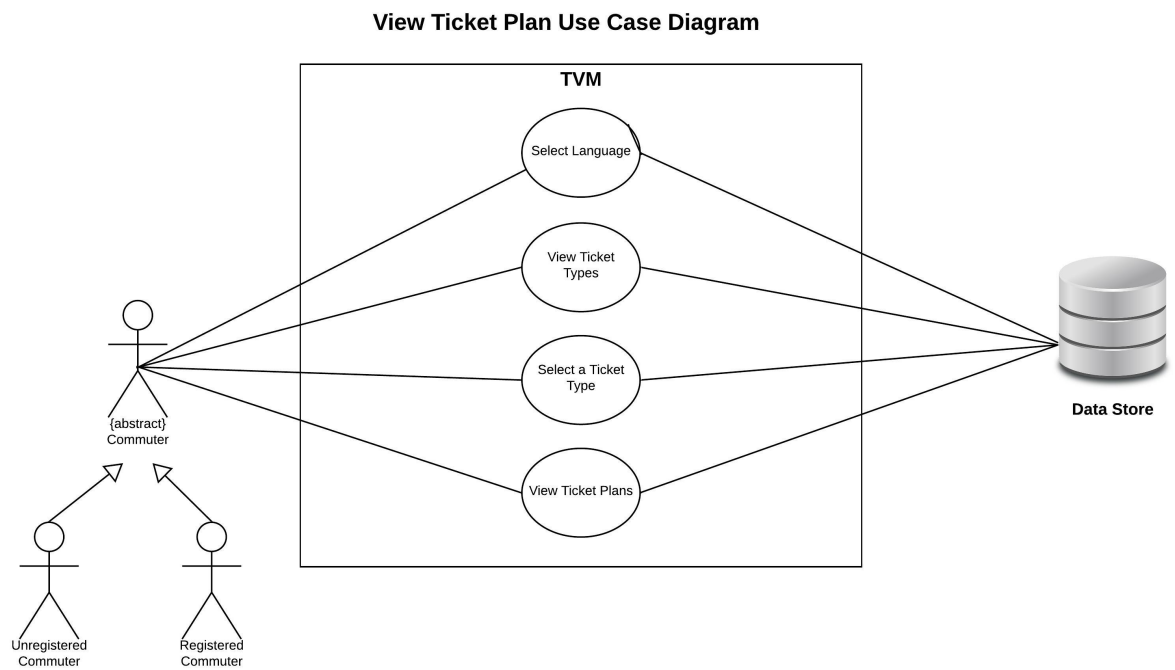 View Ticket Plan Use Case Diagram
TVM
Select Language
View Ticket
Types
Select a Ticket
Type
View Ticket Plans
{abstract}
Commuter
Unregistered
Commuter
Registered
Commuter
Data Store